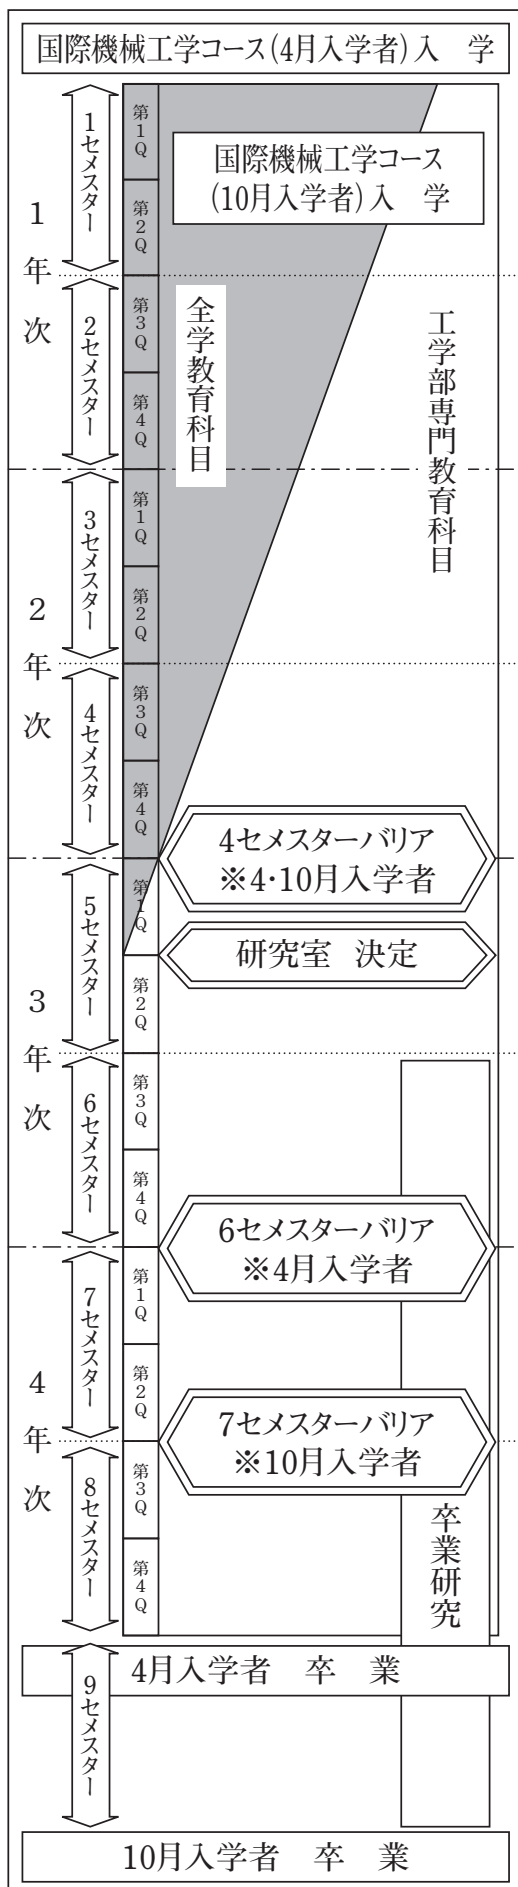 国際機械工学コース(4月入学者)入　学
1年次
1セメスター
第1Q
第2Q
国際機械工学コース
(10月入学者)入　学
2セメスター
第3Q
第4Q
全学教育科目
工学部専門教育科目
2年次
3セメスター
第1Q
第2Q
4セメスター
第3Q
第4Q
4セメスターバリア
※4・10月入学者
3年次
5セメスター
第1Q
研究室 決定
第2Q
6セメスター
第3Q
第4Q
6セメスターバリア
※4月入学者
4年次
7セメスター
第1Q
第2Q
7セメスターバリア
※10月入学者
8セメスター
第3Q
第4Q
卒業研究
4月入学者　卒　業
9セメスター
10月入学者　卒　業